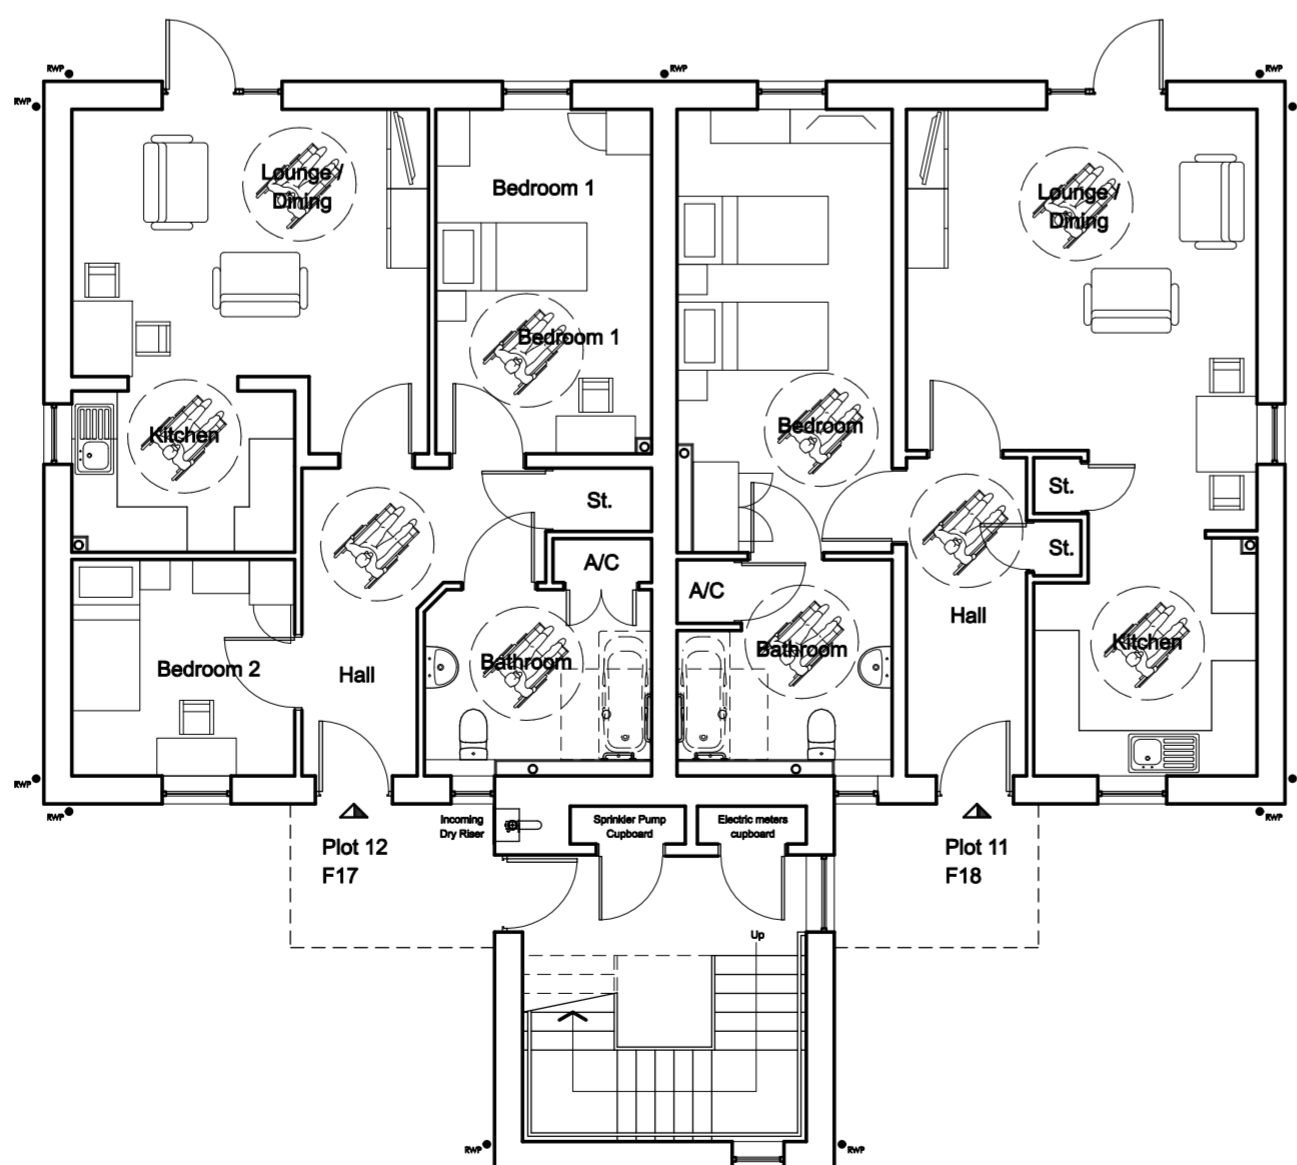 RWP
RWP
RWP
RWP
Lounge /
Dining
Bedroom 1
Lounge /
Dining
Bedroom 1
Kitchen
Bedroom
St.
St.
St.
A/C
A/C
Hall
Bedroom 2
Hall
Bathroom
Bathroom
Kitchen
RWP
RWP
RWP
Incoming
Dry Riser
Sprinkler Pump
Cupboard
Electric meters
cupboard
Plot 12
F17
Plot 11
F18
Up
RWP
RWP